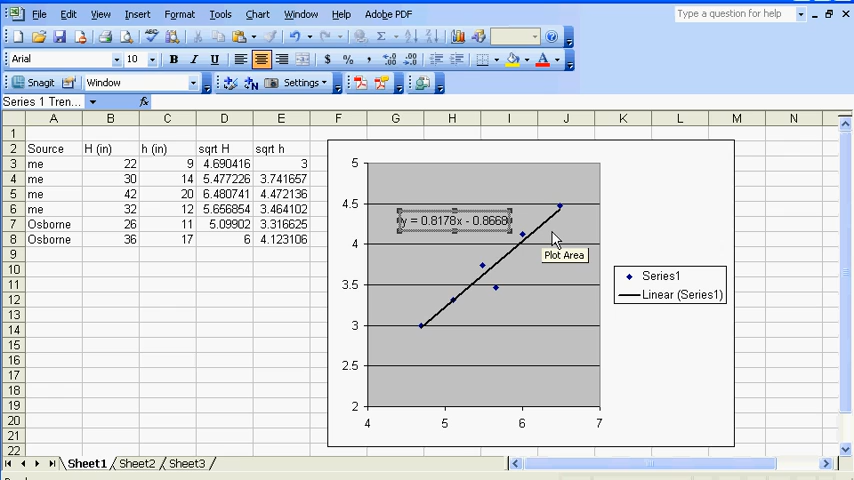 File Edit View Insert Format Tools Chart Window Help Adobe PDF Type a question for help
Arial 10 B I U $ % , A
Snagit Window Settings
Series 1 Tren... fx
A B C D E F G H I J K L M N
1
2 Source H (in) h (in) sqrt H sqrt h
3 me 22 9 4.690416 3
4 me 30 14 5.477226 3.741657
5 me 42 20 6.480741 4.472136
6 me 32 12 5.656854 3.464102
7 Osborne 26 11 5.09902 3.316625
8 Osborne 36 17 6 4.123106
9
10
11
12
13
14
15
16
17
18
19
20
21
22
5
4.5
4
3.5
3
2.5
2
4 5 6 7
y = 0.8178x - 0.8668
Plot Area
Series1
Linear (Series1)
Sheet1 Sheet2 Sheet3